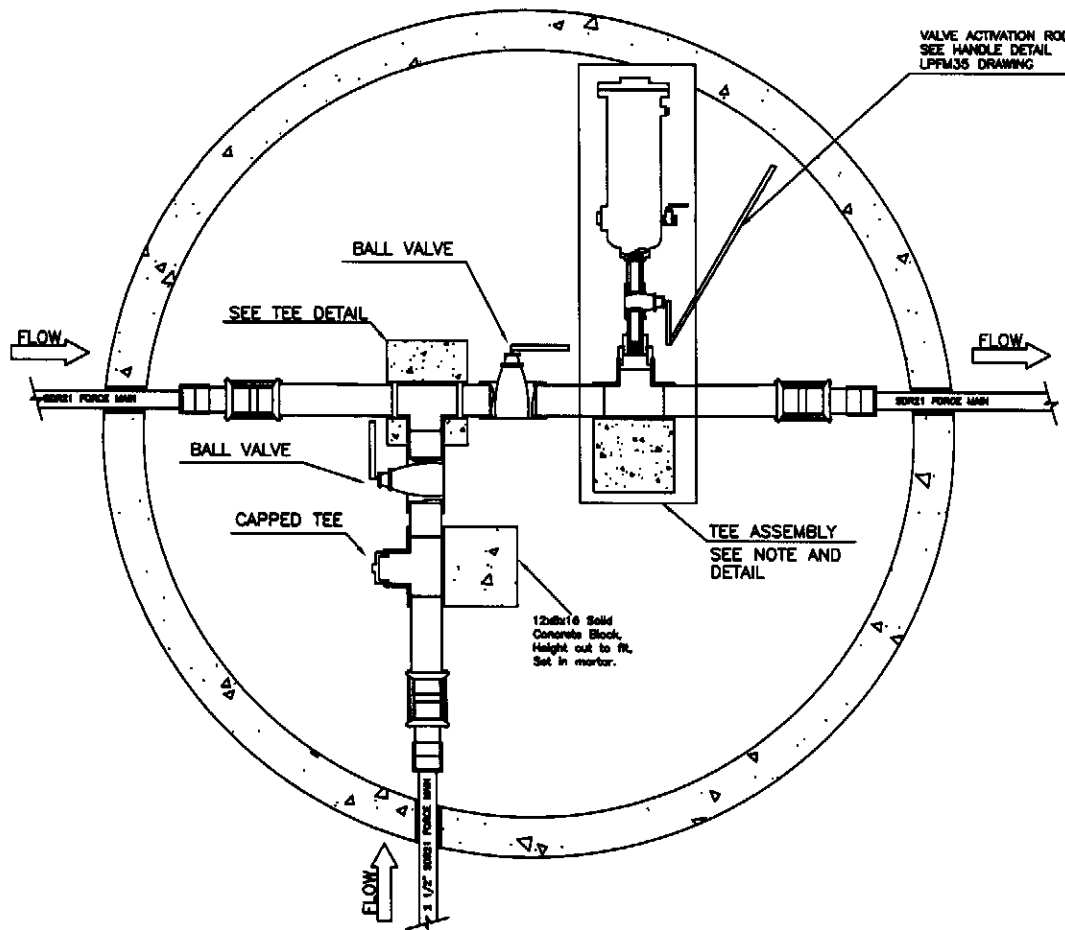 VALVE ACTIVATION ROD
SEE HANDLE DETAIL
LPFM35 DRAWING
BALL VALVE
SEE TEE DETAIL
FLOW
FLOW
SDR21 FORCE MAIN
SDR21 FORCE MAIN
BALL VALVE
CAPPED TEE
TEE ASSEMBLY
SEE NOTE AND
DETAIL
12x8x16 Solid
Concrete Block,
Height cut to fit,
Set in mortar.
1/2" SDR21 FORCE MAIN
FLOW